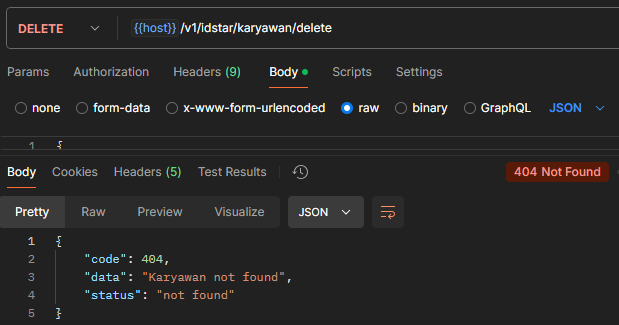 DELETE {{host}} /v1/idstar/karyawan/delete
Params Authorization Headers (9) Body Scripts Settings
none form-data x-www-form-urlencoded raw binary GraphQL JSON
1 {
Body Cookies Headers (5) Test Results 404 Not Found
Pretty Raw Preview Visualize JSON
1 {
2 "code": 404,
3 "data": "Karyawan not found",
4 "status": "not found"
5 }